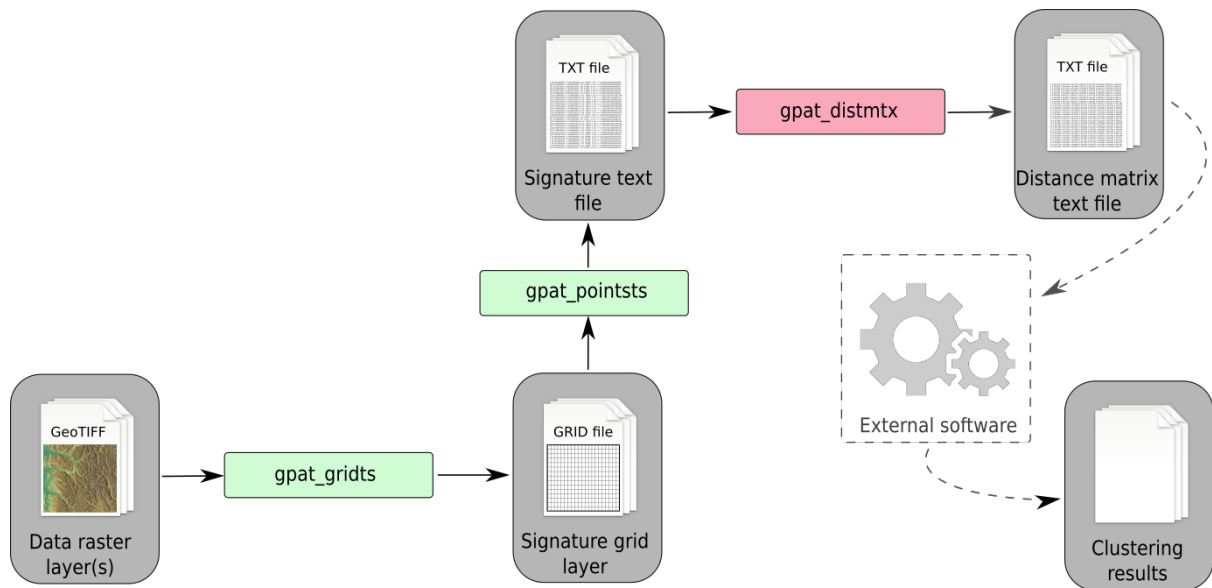 TXT file
Signature text
file
gpat_distmtx
TXT file
Distance matrix
text file
gpat_pointsts
External software
GeoTIFF
Data raster
layer(s)
gpat_gridts
GRID file
Signature grid
layer
Clustering
results